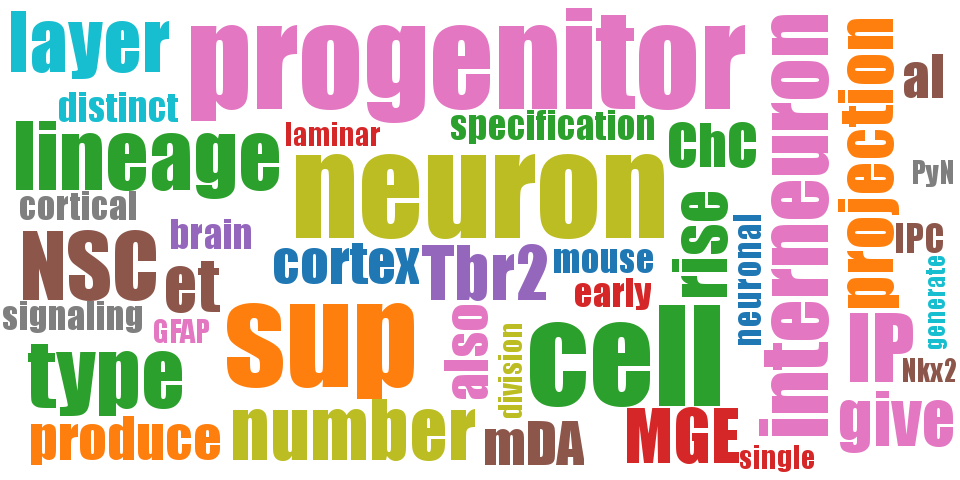 layer
progenitor
interneuron
projection
al
distinct
laminar
specification
ChC
lineage
neuron
PyN
cortical
rise
brain
neuronal
IPC
NSC
et
cortex
Tbr2
mouse
early
generate
signaling
GFAP
sup
also
division
cell
IP
Nkx2
type
produce
number
mDA
MGE
single
give